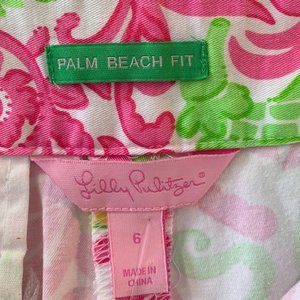 PALM BEACH FIT
Lilly Pulitzer
6
MADE IN
CHINA